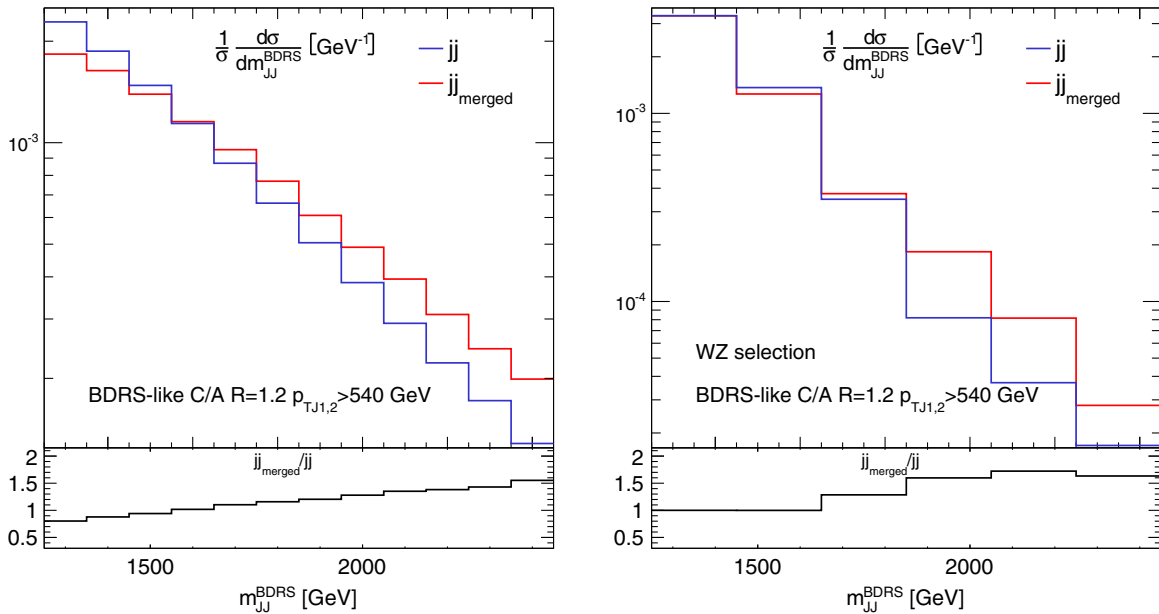 1/σ dσ/dm_JJ^BDRS [GeV⁻¹]
jj
jj_merged
10⁻³
BDRS-like C/A R=1.2 p_TJ1,2>540 GeV
jj_merged/jj
2
1.5
1
0.5
1500 2000
m_JJ^BDRS [GeV]
1/σ dσ/dm_JJ^BDRS [GeV⁻¹]
jj
jj_merged
10⁻³
10⁻⁴
WZ selection
BDRS-like C/A R=1.2 p_TJ1,2>540 GeV
jj_merged/jj
2
1.5
1
0.5
1500 2000
m_JJ^BDRS [GeV]